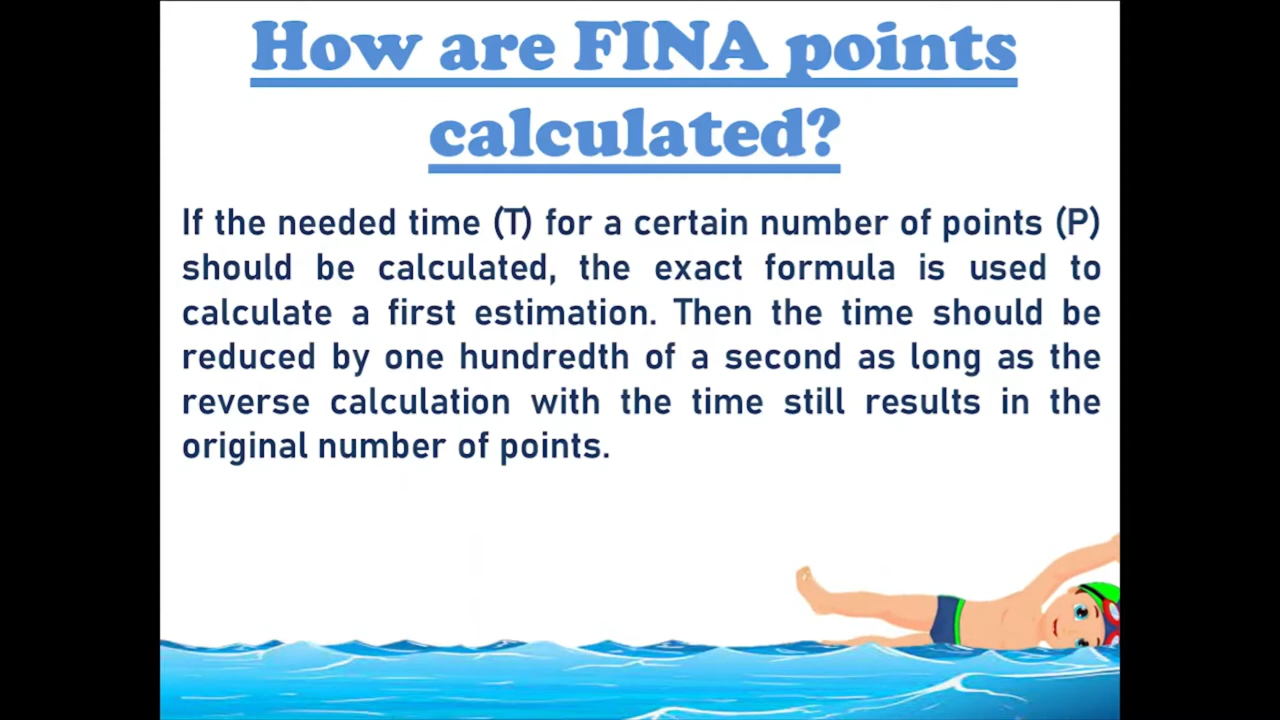 How are FINA points
calculated?
If the needed time (T) for a certain number of points (P)
should be calculated, the exact formula is used to
calculate a first estimation. Then the time should be
reduced by one hundredth of a second as long as the
reverse calculation with the time still results in the
original number of points.